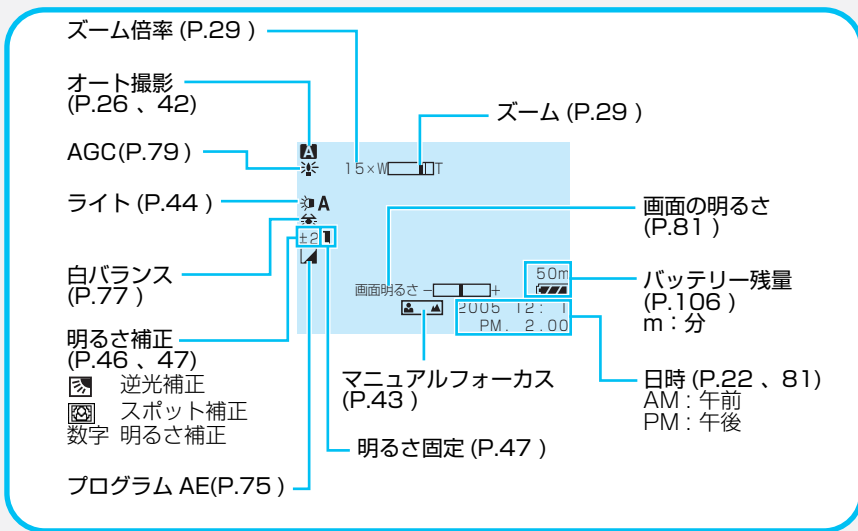 ズーム倍率 (P.29 )
オート撮影
(P.26 、42)
AGC(P.79 )
ライト (P.44 )
白バランス
(P.77 )
明るさ補正
(P.46 、47)
逆光補正
スポット補正
数字 明るさ補正
プログラム AE(P.75 )
ズーム (P.29 )
A
15×W T
A
±2
50m
画面明るさ − +
2005 12: 1
PM. 2.00
画面の明るさ
(P.81 )
バッテリー残量
(P.106 )
m：分
マニュアルフォーカス
(P.43 )
明るさ固定 (P.47 )
日時 (P.22 、81)
AM : 午前
PM : 午後